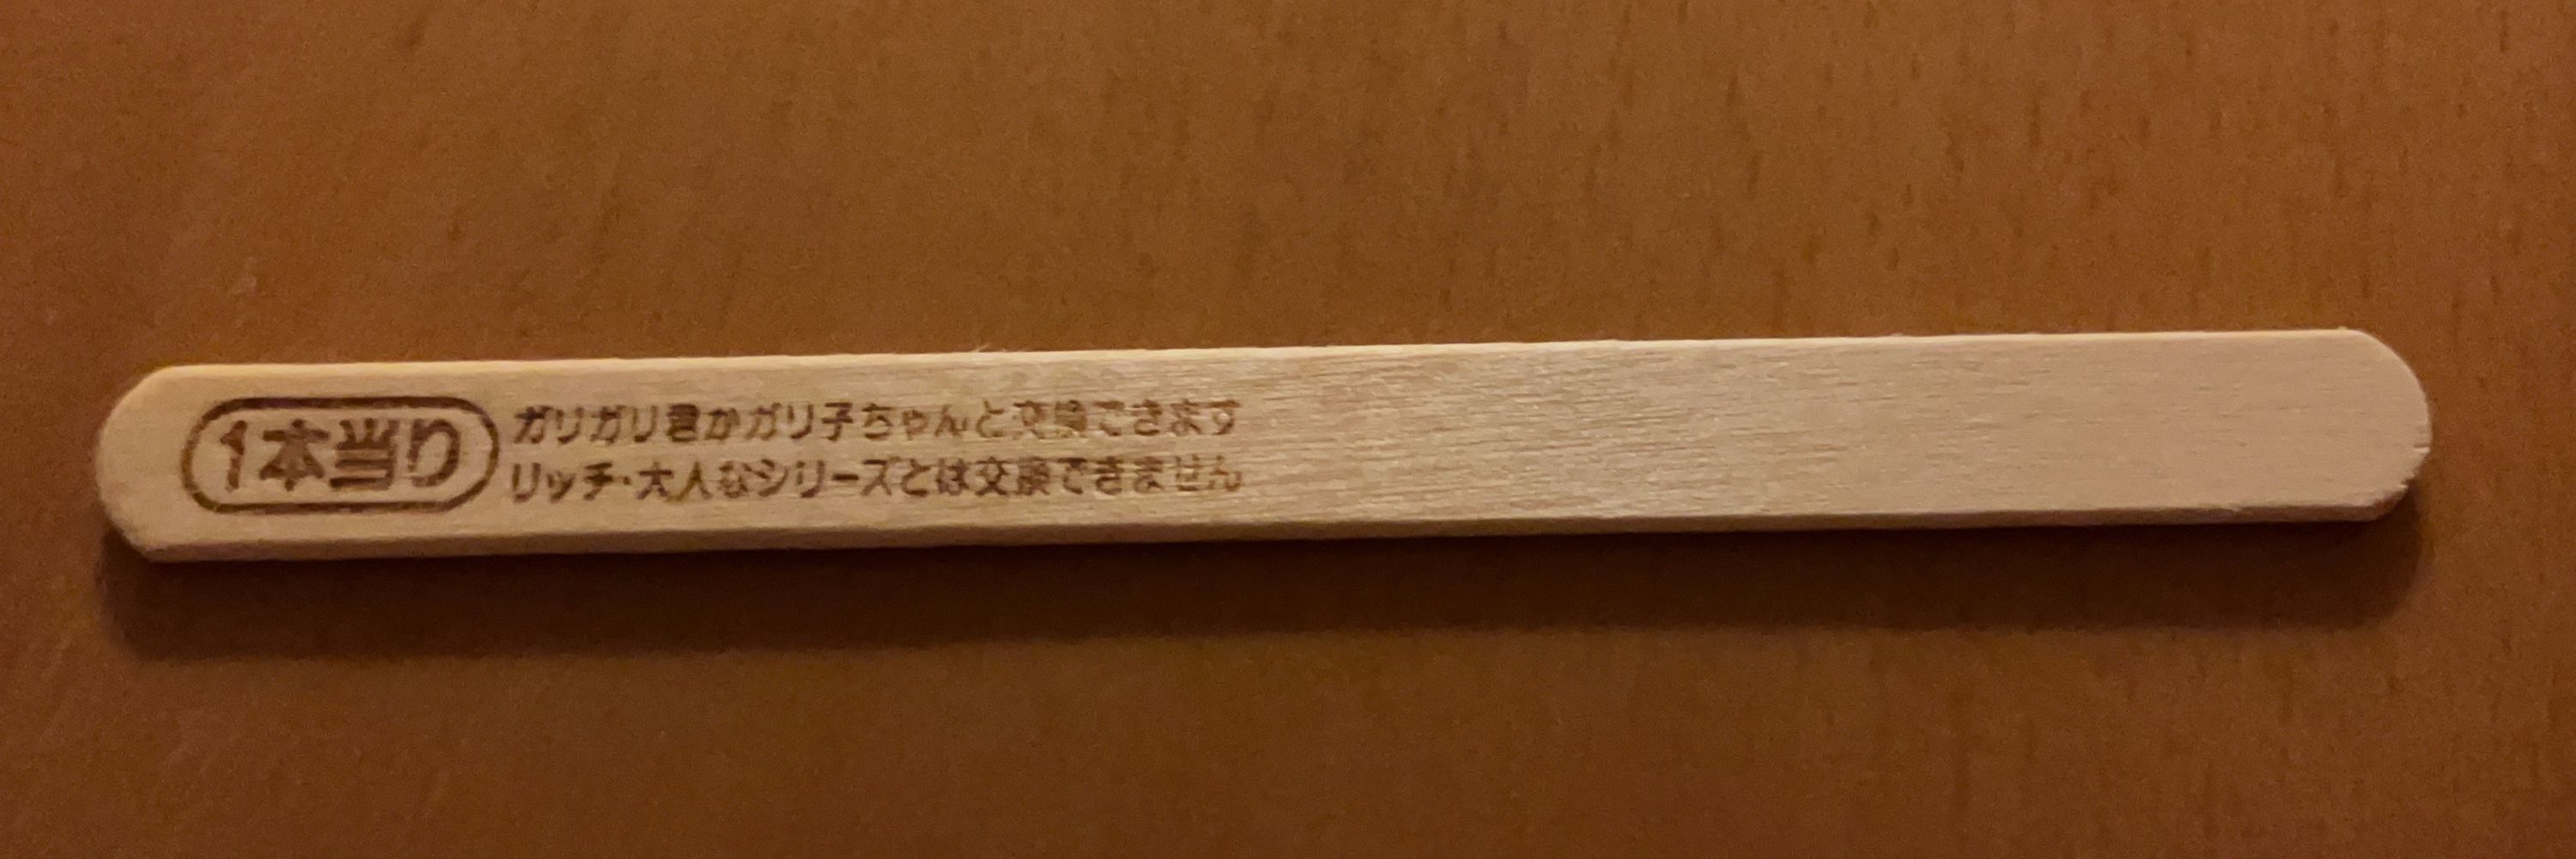 1本当り
ガリガリ君かガリ子ちゃんと交換できます
リッチ・大人なシリーズとは交換できません